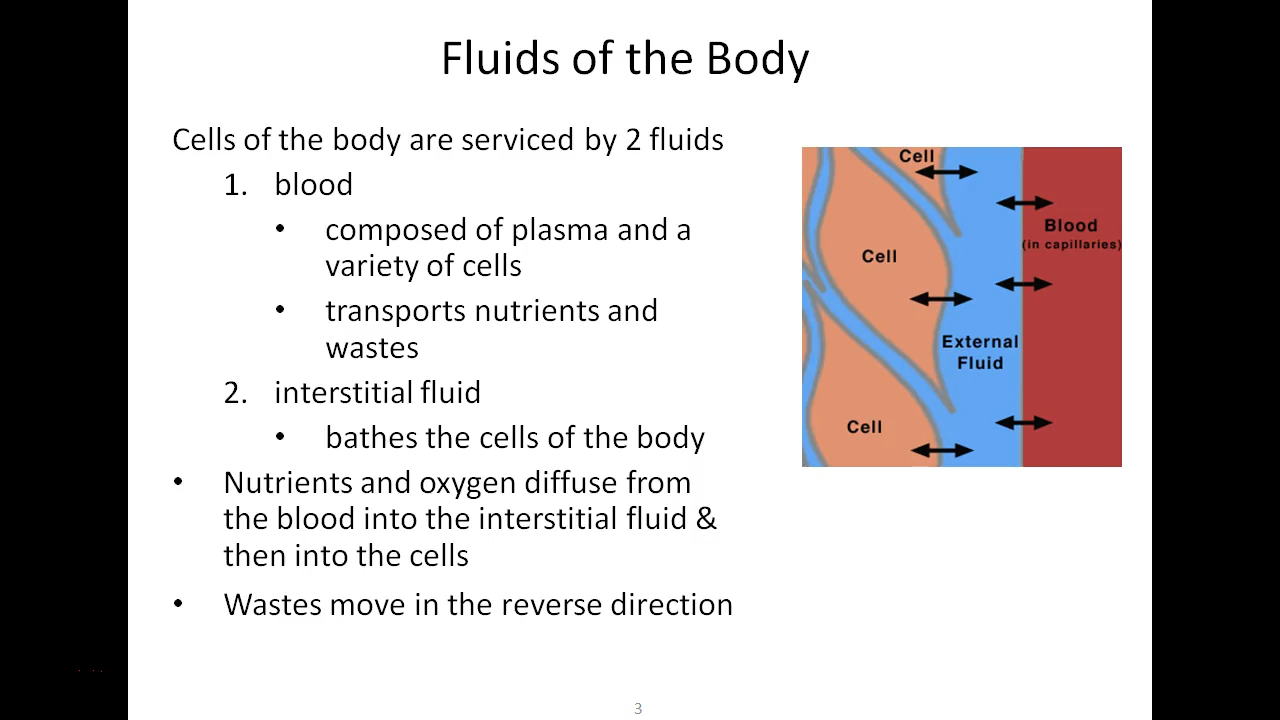 Fluids of the Body
Cells of the body are serviced by 2 fluids
1. blood
• composed of plasma and a
variety of cells
• transports nutrients and
wastes
2. interstitial fluid
• bathes the cells of the body
• Nutrients and oxygen diffuse from
the blood into the interstitial fluid &
then into the cells
• Wastes move in the reverse direction
Cell
Blood
(in capillaries)
Cell
External
Fluid
Cell
3